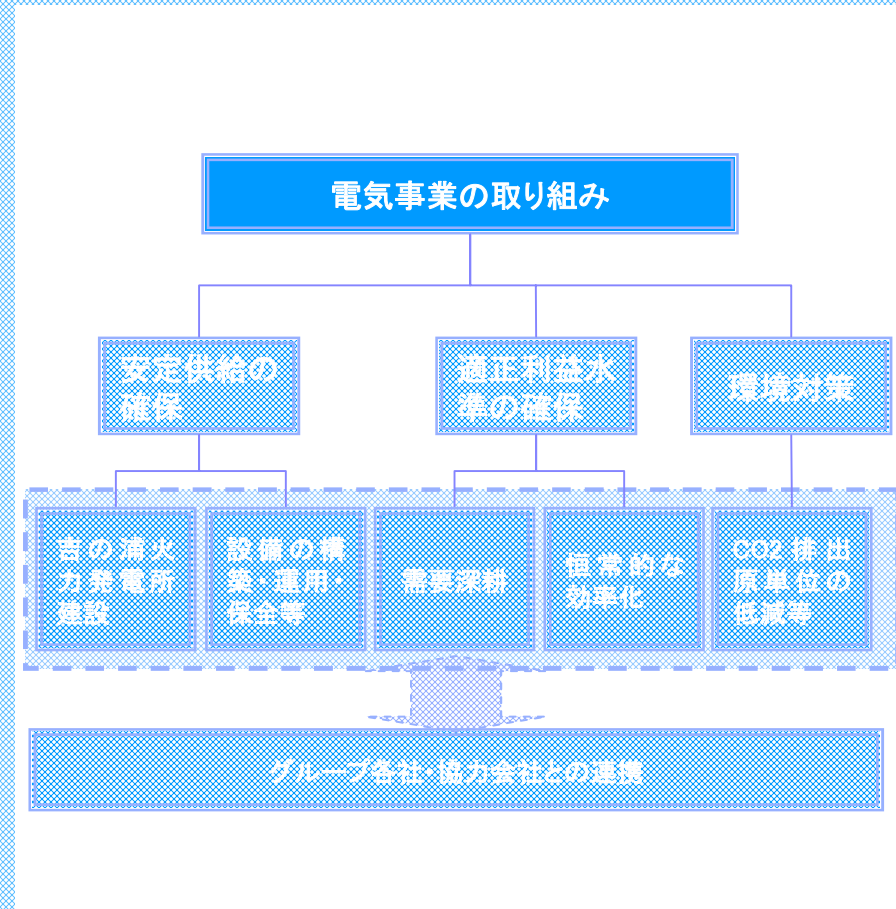 電気事業の取り組み
安定供給の
確保
適正利益水
準の確保
環境対策
吉の浦火
力発電所
建設
設備の構
築・運用・
保全等
需要深耕
恒常的な
効率化
CO2排出
原単位の
低減等
グループ各社・協力会社との連携